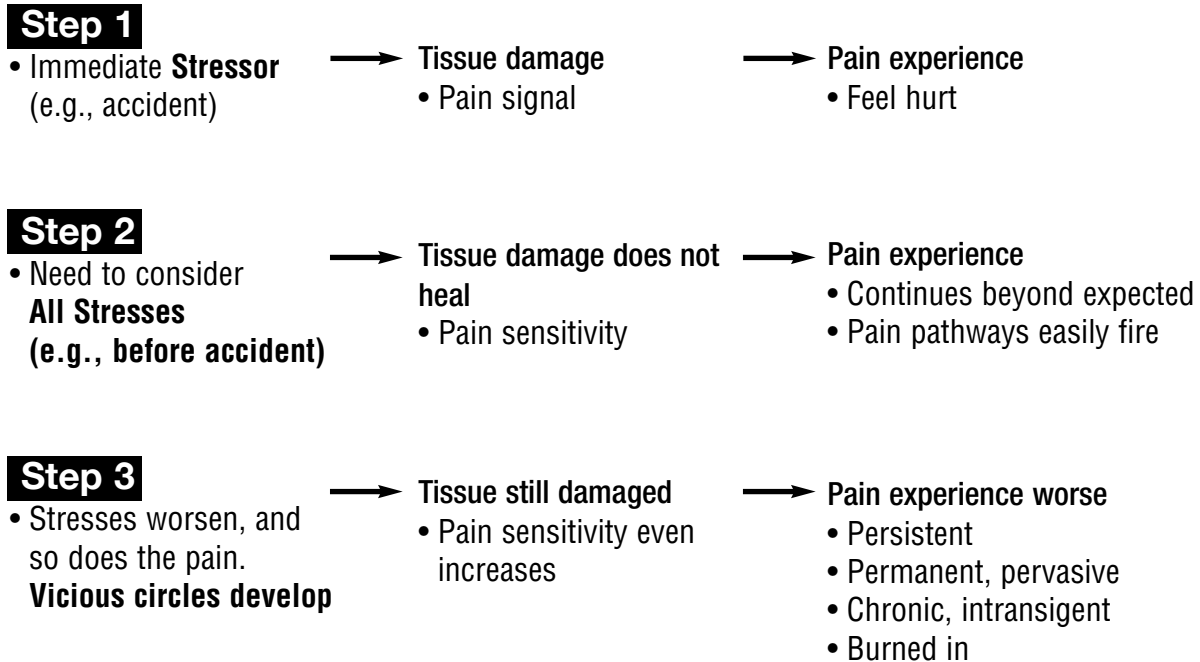 Step 1
• Immediate Stressor
(e.g., accident)
Tissue damage
• Pain signal
Pain experience
• Feel hurt
Step 2
• Need to consider
All Stresses
(e.g., before accident)
Tissue damage does not
heal
• Pain sensitivity
Pain experience
• Continues beyond expected
• Pain pathways easily fire
Step 3
• Stresses worsen, and
so does the pain.
Vicious circles develop
Tissue still damaged
• Pain sensitivity even
increases
Pain experience worse
• Persistent
• Permanent, pervasive
• Chronic, intransigent
• Burned in